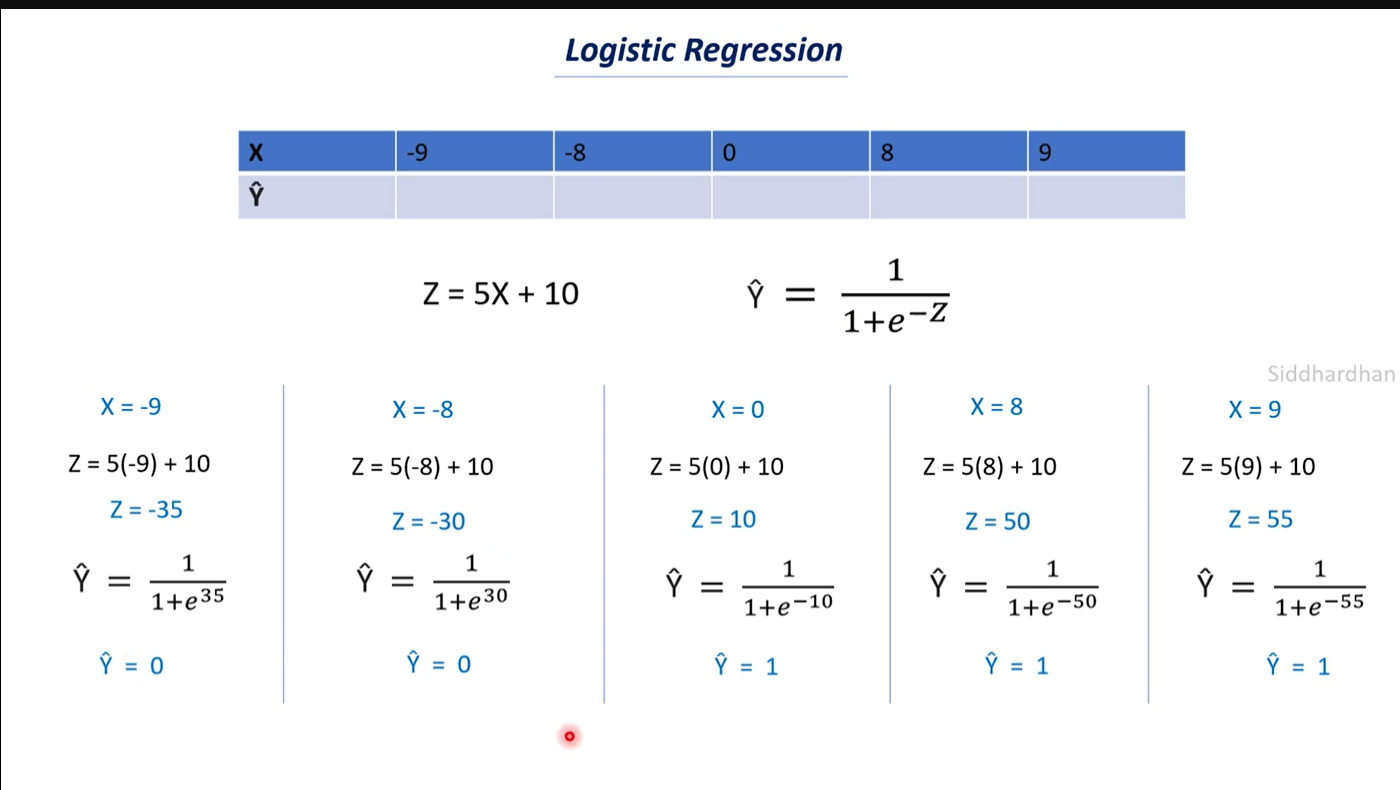 Logistic Regression
X -9 -8 0 8 9
Ŷ
Z = 5X + 10
Ŷ = 1/(1+e^−Z)
Siddhardhan
X = -9
Z = 5(-9) + 10
Z = -35
Ŷ = 1/(1+e^35)
Ŷ = 0
X = -8
Z = 5(-8) + 10
Z = -30
Ŷ = 1/(1+e^30)
Ŷ = 0
X = 0
Z = 5(0) + 10
Z = 10
Ŷ = 1/(1+e^−10)
Ŷ = 1
X = 8
Z = 5(8) + 10
Z = 50
Ŷ = 1/(1+e^−50)
Ŷ = 1
X = 9
Z = 5(9) + 10
Z = 55
Ŷ = 1/(1+e^−55)
Ŷ = 1